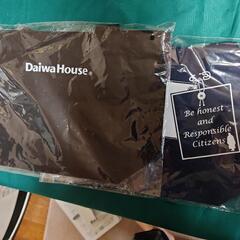 DaiwaHouse®
Be honest
and
Responsible
Citizens